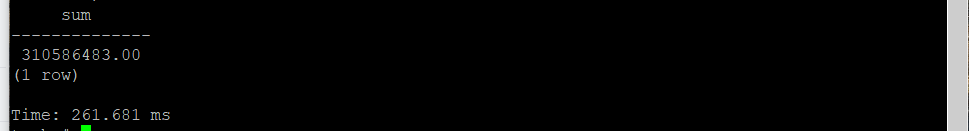 sum
--------------
310586483.00
(1 row)
Time: 261.681 ms